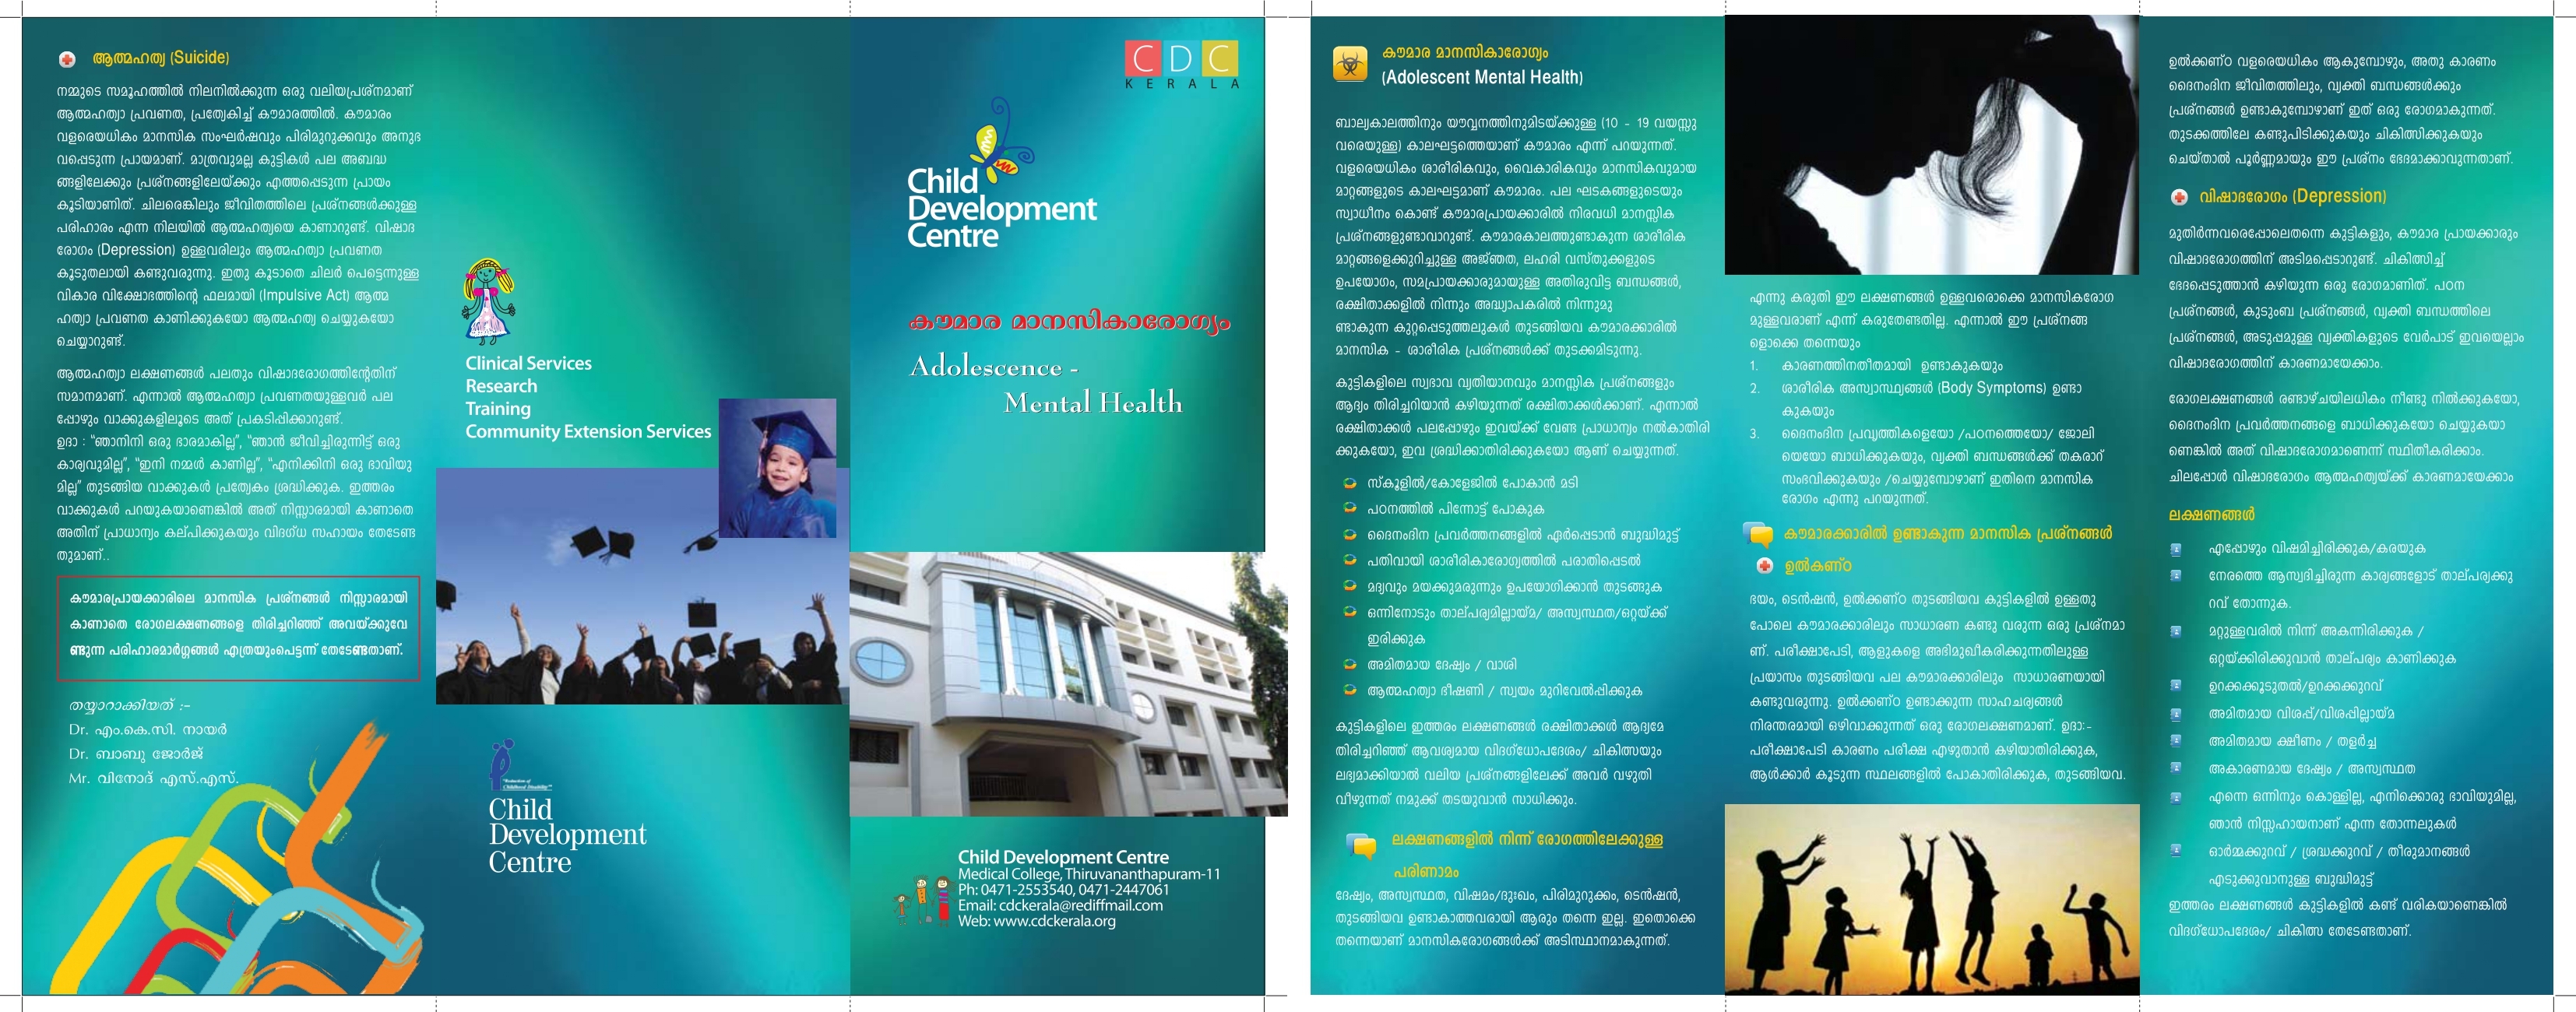 ആത്മഹത്യ (Suicide)
നമ്മുടെ സമൂഹത്തിൽ നിലനിൽക്കുന്ന ഒരു വലിയപ്രശ്നമാണ്
ആത്മഹത്യാ പ്രവണത, പ്രത്യേകിച്ച് കൗമാരത്തിൽ. കൗമാരം
വളരെയധികം മാനസിക സംഘർഷവും പിരിമുറുക്കവും അനുഭ
വപ്പെടുന്ന പ്രായമാണ്. മാത്രവുമല്ല കുട്ടികൾ പല അബദ്ധ
ങ്ങളിലേക്കും പ്രശ്നങ്ങളിലേയ്ക്കും എത്തപ്പെടുന്ന പ്രായം
കൂടിയാണിത്. ചിലരെങ്കിലും ജീവിതത്തിലെ പ്രശ്നങ്ങൾക്കുള്ള
പരിഹാരം എന്ന നിലയിൽ ആത്മഹത്യയെ കാണാറുണ്ട്. വിഷാദ
രോഗം (Depression) ഉള്ളവരിലും ആത്മഹത്യാ പ്രവണത
കൂടുതലായി കണ്ടുവരുന്നു. ഇതു കൂടാതെ ചിലർ പെട്ടെന്നുള്ള
വികാര വിക്ഷോഭത്തിന്റെ ഫലമായി (Impulsive Act) ആത്മ
ഹത്യാ പ്രവണത കാണിക്കുകയോ ആത്മഹത്യ ചെയ്യുകയോ
ചെയ്യാറുണ്ട്.
ആത്മഹത്യാ ലക്ഷണങ്ങൾ പലതും വിഷാദരോഗത്തിന്റേതിന്
സമാനമാണ്. എന്നാൽ ആത്മഹത്യാ പ്രവണതയുള്ളവർ പല
പ്പോഴും വാക്കുകളിലൂടെ അത് പ്രകടിപ്പിക്കാറുണ്ട്.
ഉദാ : "ഞാനിനി ഒരു ഭാരമാകില്ല", "ഞാൻ ജീവിച്ചിരുന്നിട്ട് ഒരു
കാര്യവുമില്ല", "ഇനി നമ്മൾ കാണില്ല", "എനിക്കിനി ഒരു ഭാവിയു
മില്ല" തുടങ്ങിയ വാക്കുകൾ പ്രത്യേകം ശ്രദ്ധിക്കുക. ഇത്തരം
വാക്കുകൾ പറയുകയാണെങ്കിൽ അത് നിസ്സാരമായി കാണാതെ
അതിന് പ്രാധാന്യം കല്പിക്കുകയും വിദഗ്ധ സഹായം തേടേണ്ട
തുമാണ്..
കൗമാരപ്രായക്കാരിലെ മാനസിക പ്രശ്നങ്ങൾ നിസ്സാരമായി
കാണാതെ രോഗലക്ഷണങ്ങളെ തിരിച്ചറിഞ്ഞ് അവയ്ക്കുവേ
ണ്ടുന്ന പരിഹാരമാർഗ്ഗങ്ങൾ എത്രയുംപെട്ടന്ന് തേടേണ്ടതാണ്.
തയ്യാറാക്കിയത് :-
Dr. എം.കെ.സി. നായർ
Dr. ബാബു ജോർജ്
Mr. വിനോദ് എസ്.എസ്.
Clinical Services
Research
Training
Community Extension Services
Child
Development
Centre
C D C
KERALA
Child
Development
Centre
കൗമാര മാനസികാരോഗ്യം
Adolescence -
Mental Health
Child Development Centre
Medical College, Thiruvananthapuram-11
Ph: 0471-2553540, 0471-2447061
Email: cdckerala@rediffmail.com
Web: www.cdckerala.org
കൗമാര മാനസികാരോഗ്യം
(Adolescent Mental Health)
ബാല്യകാലത്തിനും യൗവ്വനത്തിനുമിടയ്ക്കുള്ള (10 - 19 വയസ്സു
വരെയുള്ള) കാലഘട്ടത്തെയാണ് കൗമാരം എന്ന് പറയുന്നത്.
വളരെയധികം ശാരീരികവും, വൈകാരികവും മാനസികവുമായ
മാറ്റങ്ങളുടെ കാലഘട്ടമാണ് കൗമാരം. പല ഘടകങ്ങളുടെയും
സ്വാധീനം കൊണ്ട് കൗമാരപ്രായക്കാരിൽ നിരവധി മാനസ്സിക
പ്രശ്നങ്ങളുണ്ടാവാറുണ്ട്. കൗമാരകാലത്തുണ്ടാകുന്ന ശാരീരിക
മാറ്റങ്ങളെക്കുറിച്ചുള്ള അജ്ഞത, ലഹരി വസ്തുക്കളുടെ
ഉപയോഗം, സമപ്രായക്കാരുമായുള്ള അതിരുവിട്ട ബന്ധങ്ങൾ,
രക്ഷിതാക്കളിൽ നിന്നും അദ്ധ്യാപകരിൽ നിന്നുമു
ണ്ടാകുന്ന കുറ്റപ്പെടുത്തലുകൾ തുടങ്ങിയവ കൗമാരക്കാരിൽ
മാനസിക - ശാരീരിക പ്രശ്നങ്ങൾക്ക് തുടക്കമിടുന്നു.
കുട്ടികളിലെ സ്വഭാവ വ്യതിയാനവും മാനസ്സിക പ്രശ്നങ്ങളും
ആദ്യം തിരിച്ചറിയാൻ കഴിയുന്നത് രക്ഷിതാക്കൾക്കാണ്. എന്നാൽ
രക്ഷിതാക്കൾ പലപ്പോഴും ഇവയ്ക്ക് വേണ്ട പ്രാധാന്യം നൽകാതിരി
ക്കുകയോ, ഇവ ശ്രദ്ധിക്കാതിരിക്കുകയോ ആണ് ചെയ്യുന്നത്.
സ്കൂളിൽ/കോളേജിൽ പോകാൻ മടി
പഠനത്തിൽ പിന്നോട്ട് പോകുക
ദൈനംദിന പ്രവർത്തനങ്ങളിൽ ഏർപ്പെടാൻ ബുദ്ധിമുട്ട്
പതിവായി ശാരീരികാരോഗ്യത്തിൽ പരാതിപ്പെടൽ
മദ്യവും മയക്കുമരുന്നും ഉപയോഗിക്കാൻ തുടങ്ങുക
ഒന്നിനോടും താല്പര്യമില്ലായ്മ/ അസ്വസ്ഥത/ഒറ്റയ്ക്ക്
ഇരിക്കുക
അമിതമായ ദേഷ്യം / വാശി
ആത്മഹത്യാ ഭീഷണി / സ്വയം മുറിവേൽപ്പിക്കുക
കുട്ടികളിലെ ഇത്തരം ലക്ഷണങ്ങൾ രക്ഷിതാക്കൾ ആദ്യമേ
തിരിച്ചറിഞ്ഞ് ആവശ്യമായ വിദഗ്ധോപദേശം/ ചികിത്സയും
ലഭ്യമാക്കിയാൽ വലിയ പ്രശ്നങ്ങളിലേക്ക് അവർ വഴുതി
വീഴുന്നത് നമുക്ക് തടയുവാൻ സാധിക്കും.
ലക്ഷണങ്ങളിൽ നിന്ന് രോഗത്തിലേക്കുള്ള
പരിണാമം
ദേഷ്യം, അസ്വസ്ഥത, വിഷമം/ദുഃഖം, പിരിമുറുക്കം, ടെൻഷൻ,
തുടങ്ങിയവ ഉണ്ടാകാത്തവരായി ആരും തന്നെ ഇല്ല. ഇതൊക്കെ
തന്നെയാണ് മാനസികരോഗങ്ങൾക്ക് അടിസ്ഥാനമാകുന്നത്.
എന്നു കരുതി ഈ ലക്ഷണങ്ങൾ ഉള്ളവരൊക്കെ മാനസികരോഗ
മുള്ളവരാണ് എന്ന് കരുതേണ്ടതില്ല. എന്നാൽ ഈ പ്രശ്നങ്ങ
ളൊക്കെ തന്നെയും
1. കാരണത്തിനതീതമായി ഉണ്ടാകുകയും
2. ശാരീരിക അസ്വാസ്ഥ്യങ്ങൾ (Body Symptoms) ഉണ്ടാ
കുകയും
3. ദൈനംദിന പ്രവൃത്തികളെയോ /പഠനത്തെയോ/ ജോലി
യെയോ ബാധിക്കുകയും, വ്യക്തി ബന്ധങ്ങൾക്ക് തകരാറ്
സംഭവിക്കുകയും /ചെയ്യുമ്പോഴാണ് ഇതിനെ മാനസിക
രോഗം എന്നു പറയുന്നത്.
കൗമാരക്കാരിൽ ഉണ്ടാകുന്ന മാനസിക പ്രശ്നങ്ങൾ
ഉൽകണ്ഠ
ഭയം, ടെൻഷൻ, ഉൽക്കണ്ഠ തുടങ്ങിയവ കുട്ടികളിൽ ഉള്ളതു
പോലെ കൗമാരക്കാരിലും സാധാരണ കണ്ടു വരുന്ന ഒരു പ്രശ്നമാ
ണ്. പരീക്ഷാപേടി, ആളുകളെ അഭിമുഖീകരിക്കുന്നതിലുള്ള
പ്രയാസം തുടങ്ങിയവ പല കൗമാരക്കാരിലും സാധാരണയായി
കണ്ടുവരുന്നു. ഉൽക്കണ്ഠ ഉണ്ടാക്കുന്ന സാഹചര്യങ്ങൾ
നിരന്തരമായി ഒഴിവാക്കുന്നത് ഒരു രോഗലക്ഷണമാണ്. ഉദാ:-
പരീക്ഷാപേടി കാരണം പരീക്ഷ എഴുതാൻ കഴിയാതിരിക്കുക,
ആൾക്കാർ കൂടുന്ന സ്ഥലങ്ങളിൽ പോകാതിരിക്കുക, തുടങ്ങിയവ.
ഉൽക്കണ്ഠ വളരെയധികം ആകുമ്പോഴും, അതു കാരണം
ദൈനംദിന ജീവിതത്തിലും, വ്യക്തി ബന്ധങ്ങൾക്കും
പ്രശ്നങ്ങൾ ഉണ്ടാകുമ്പോഴാണ് ഇത് ഒരു രോഗമാകുന്നത്.
തുടക്കത്തിലേ കണ്ടുപിടിക്കുകയും ചികിത്സിക്കുകയും
ചെയ്താൽ പൂർണ്ണമായും ഈ പ്രശ്നം ഭേദമാക്കാവുന്നതാണ്.
വിഷാദരോഗം (Depression)
മുതിർന്നവരെപ്പോലെതന്നെ കുട്ടികളും, കൗമാര പ്രായക്കാരും
വിഷാദരോഗത്തിന് അടിമപ്പെടാറുണ്ട്. ചികിത്സിച്ച്
ഭേദപ്പെടുത്താൻ കഴിയുന്ന ഒരു രോഗമാണിത്. പഠന
പ്രശ്നങ്ങൾ, കുടുംബ പ്രശ്നങ്ങൾ, വ്യക്തി ബന്ധത്തിലെ
പ്രശ്നങ്ങൾ, അടുപ്പമുള്ള വ്യക്തികളുടെ വേർപാട് ഇവയെല്ലാം
വിഷാദരോഗത്തിന് കാരണമായേക്കാം.
രോഗലക്ഷണങ്ങൾ രണ്ടാഴ്ചയിലധികം നീണ്ടു നിൽക്കുകയോ,
ദൈനംദിന പ്രവർത്തനങ്ങളെ ബാധിക്കുകയോ ചെയ്യുകയാ
ണെങ്കിൽ അത് വിഷാദരോഗമാണെന്ന് സ്ഥിതീകരിക്കാം.
ചിലപ്പോൾ വിഷാദരോഗം ആത്മഹത്യയ്ക്ക് കാരണമായേക്കാം
ലക്ഷണങ്ങൾ
എപ്പോഴും വിഷമിച്ചിരിക്കുക/കരയുക
നേരത്തെ ആസ്വദിച്ചിരുന്ന കാര്യങ്ങളോട് താല്പര്യക്കു
റവ് തോന്നുക.
മറ്റുള്ളവരിൽ നിന്ന് അകന്നിരിക്കുക /
ഒറ്റയ്ക്കിരിക്കുവാൻ താല്പര്യം കാണിക്കുക
ഉറക്കക്കൂടുതൽ/ഉറക്കക്കുറവ്
അമിതമായ വിശപ്പ്/വിശപ്പില്ലായ്മ
അമിതമായ ക്ഷീണം / തളർച്ച
അകാരണമായ ദേഷ്യം / അസ്വസ്ഥത
എന്നെ ഒന്നിനും കൊള്ളില്ല, എനിക്കൊരു ഭാവിയുമില്ല,
ഞാൻ നിസ്സഹായനാണ് എന്ന തോന്നലുകൾ
ഓർമ്മക്കുറവ് / ശ്രദ്ധക്കുറവ് / തീരുമാനങ്ങൾ
എടുക്കുവാനുള്ള ബുദ്ധിമുട്ട്
ഇത്തരം ലക്ഷണങ്ങൾ കുട്ടികളിൽ കണ്ട് വരികയാണെങ്കിൽ
വിദഗ്ധോപദേശം/ ചികിത്സ തേടേണ്ടതാണ്.